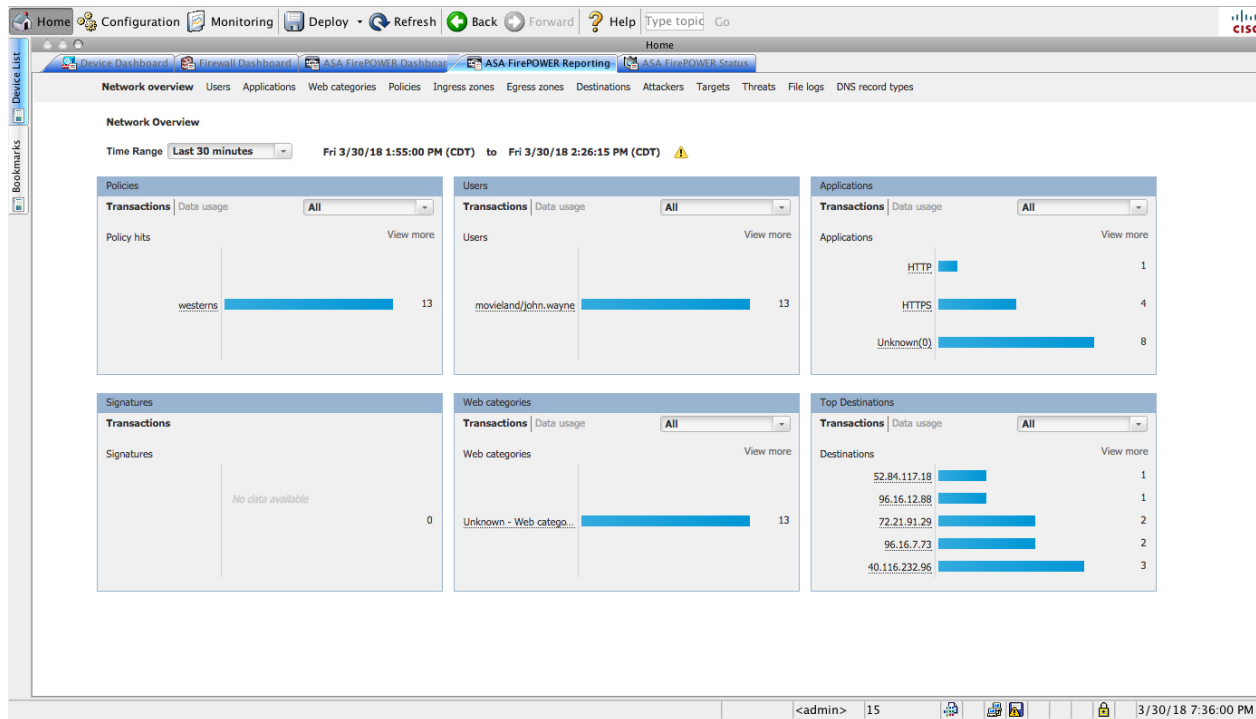 Home Configuration Monitoring Deploy Refresh Back Forward Help Type topic Go
CISC
Home
Device List
Bookmarks
Device Dashboard Firewall Dashboard ASA FirePOWER Dashboar ASA FirePOWER Reporting ASA FirePOWER Status
Network overview Users Applications Web categories Policies Ingress zones Egress zones Destinations Attackers Targets Threats File logs DNS record types
Network Overview
Time Range Last 30 minutes Fri 3/30/18 1:55:00 PM (CDT) to Fri 3/30/18 2:26:15 PM (CDT)
Policies
Transactions Data usage All
Policy hits View more
westerns 13
Users
Transactions Data usage All
Users View more
movieland/john.wayne 13
Applications
Transactions Data usage All
Applications View more
HTTP 1
HTTPS 4
Unknown(0) 8
Signatures
Transactions
Signatures
No data available
0
Web categories
Transactions Data usage All
Web categories View more
Unknown - Web catego... 13
Top Destinations
Transactions Data usage All
Destinations View more
52.84.117.18 1
96.16.12.88 1
72.21.91.29 2
96.16.7.73 2
40.116.232.96 3
<admin> 15 3/30/18 7:36:00 PM